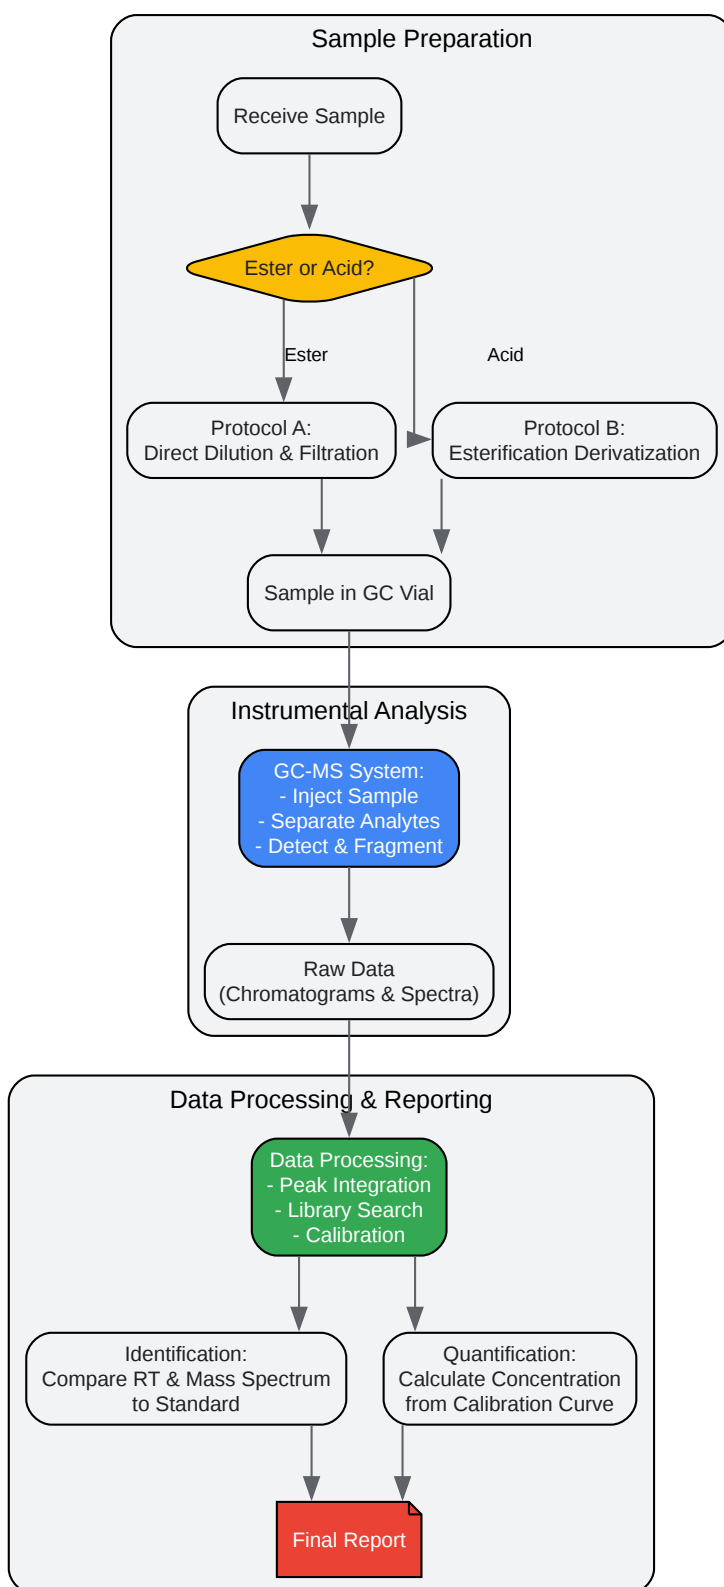 Sample Preparation
Receive Sample
Ester or Acid?
Ester
Acid
Protocol A:
Direct Dilution & Filtration
Protocol B:
Esterification Derivatization
Sample in GC Vial
Instrumental Analysis
GC-MS System:
- Inject Sample
- Separate Analytes
- Detect & Fragment
Raw Data
(Chromatograms & Spectra)
Data Processing & Reporting
Data Processing:
- Peak Integration
- Library Search
- Calibration
Identification:
Compare RT & Mass Spectrum
to Standard
Quantification:
Calculate Concentration
from Calibration Curve
Final Report